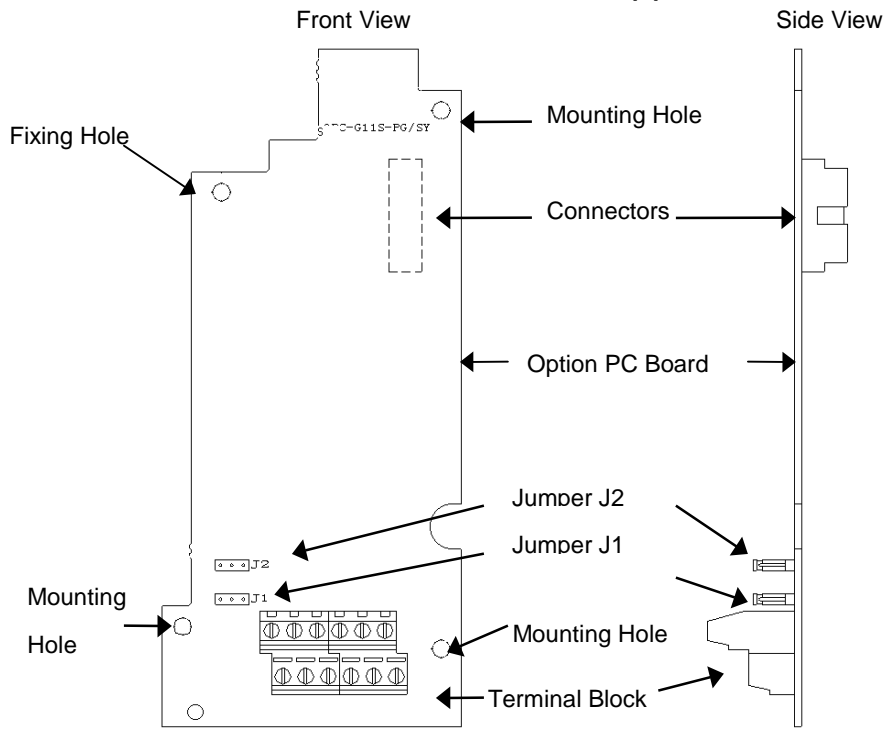 Front View
Side View
Mounting Hole
Fixing Hole
Connectors
Option PC Board
Jumper J2
Jumper J1
J2
J1
Mounting
Hole
Mounting Hole
Terminal Block